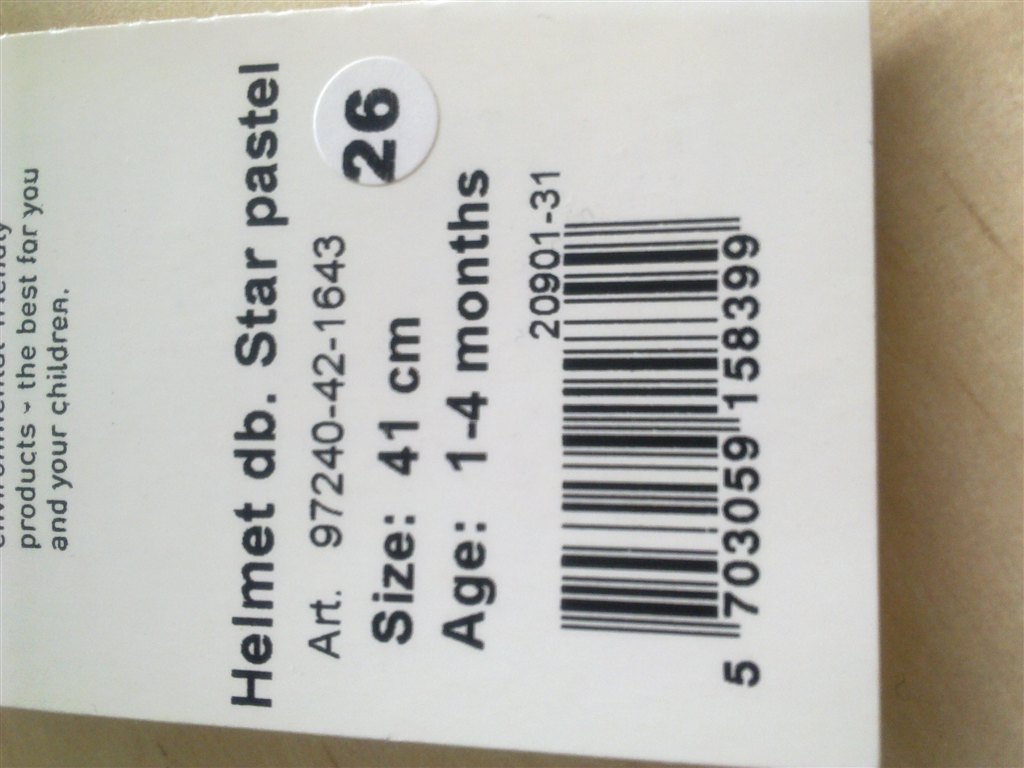 products - the best for you
and your children.
Helmet db. Star pastel
Art. 97240-42-1643
26
Size: 41 cm
Age: 1-4 months
20901-31
5 703059 158399